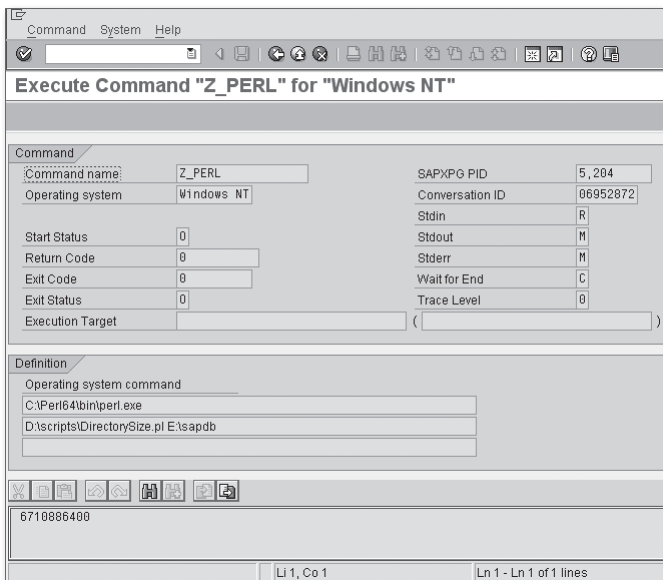 Command System Help
Execute Command "Z_PERL" for "Windows NT"
Command
Command name Z_PERL SAPXPG PID 5,204
Operating system Windows NT Conversation ID 06952872
Stdin R
Start Status O Stdout M
Return Code 0 Stderr M
Exit Code 0 Wait for End C
Exit Status O Trace Level 0
Execution Target ( )
Definition
Operating system command
C:\Perl64\bin\perl.exe
D:\scripts\DirectorySize.pl E:\sapdb
6710886400
Li 1, Co 1 Ln 1 - Ln 1 of 1 lines